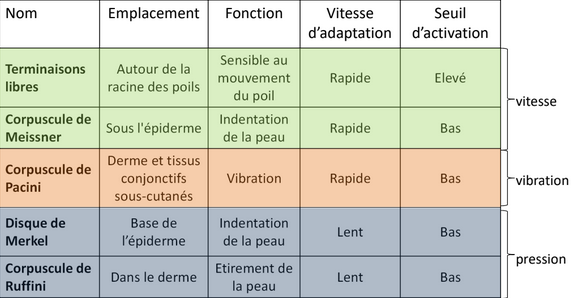 Nom Emplacement Fonction Vitesse d'adaptation Seuil d'activation
Terminaisons libres Autour de la racine des poils Sensible au mouvement du poil Rapide Elevé
Corpuscule de Meissner Sous l'épiderme Indentation de la peau Rapide Bas
vitesse
Corpuscule de Pacini Derme et tissus conjonctifs sous-cutanés Vibration Rapide Bas
vibration
Disque de Merkel Base de l'épiderme Indentation de la peau Lent Bas
Corpuscule de Ruffini Dans le derme Etirement de la peau Lent Bas
pression